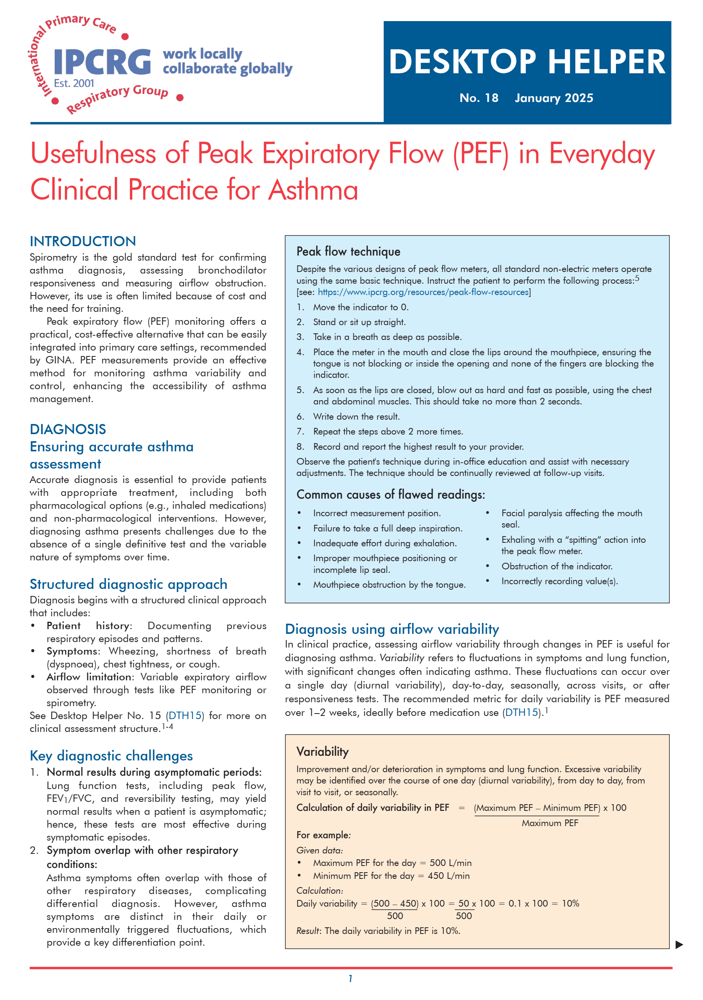 International Primary Care
IPCRG
Est. 2001
Respiratory Group
work locally
collaborate globally
DESKTOP HELPER
No. 18 January 2025
Usefulness of Peak Expiratory Flow (PEF) in Everyday
Clinical Practice for Asthma
INTRODUCTION
Spirometry is the gold standard test for confirming
asthma diagnosis, assessing bronchodilator
responsiveness and measuring airflow obstruction.
However, its use is often limited because of cost and
the need for training.
Peak expiratory flow (PEF) monitoring offers a
practical, cost-effective alternative that can be easily
integrated into primary care settings, recommended
by GINA. PEF measurements provide an effective
method for monitoring asthma variability and
control, enhancing the accessibility of asthma
management.
DIAGNOSIS
Ensuring accurate asthma
assessment
Accurate diagnosis is essential to provide patients
with appropriate treatment, including both
pharmacological options (e.g., inhaled medications)
and non-pharmacological interventions. However,
diagnosing asthma presents challenges due to the
absence of a single definitive test and the variable
nature of symptoms over time.
Structured diagnostic approach
Diagnosis begins with a structured clinical approach
that includes:
• Patient history: Documenting previous
respiratory episodes and patterns.
• Symptoms: Wheezing, shortness of breath
(dyspnoea), chest tightness, or cough.
• Airflow limitation: Variable expiratory airflow
observed through tests like PEF monitoring or
spirometry.
See Desktop Helper No. 15 (DTH15) for more on
clinical assessment structure.1-4
Key diagnostic challenges
1. Normal results during asymptomatic periods:
Lung function tests, including peak flow,
FEV1/FVC, and reversibility testing, may yield
normal results when a patient is asymptomatic;
hence, these tests are most effective during
symptomatic episodes.
2. Symptom overlap with other respiratory
conditions:
Asthma symptoms often overlap with those of
other respiratory diseases, complicating
differential diagnosis. However, asthma
symptoms are distinct in their daily or
environmentally triggered fluctuations, which
provide a key differentiation point.
Peak flow technique
Despite the various designs of peak flow meters, all standard non-electric meters operate
using the same basic technique. Instruct the patient to perform the following process:5
[see: https://www.ipcrg.org/resources/peak-flow-resources]
1. Move the indicator to 0.
2. Stand or sit up straight.
3. Take in a breath as deep as possible.
4. Place the meter in the mouth and close the lips around the mouthpiece, ensuring the
tongue is not blocking or inside the opening and none of the fingers are blocking the
indicator.
5. As soon as the lips are closed, blow out as hard and fast as possible, using the chest
and abdominal muscles. This should take no more than 2 seconds.
6. Write down the result.
7. Repeat the steps above 2 more times.
8. Record and report the highest result to your provider.
Observe the patient's technique during in-office education and assist with necessary
adjustments. The technique should be continually reviewed at follow-up visits.
Common causes of flawed readings:
• Incorrect measurement position.
• Failure to take a full deep inspiration.
• Inadequate effort during exhalation.
• Improper mouthpiece positioning or
incomplete lip seal.
• Mouthpiece obstruction by the tongue.
• Facial paralysis affecting the mouth
seal.
• Exhaling with a “spitting” action into
the peak flow meter.
• Obstruction of the indicator.
• Incorrectly recording value(s).
Diagnosis using airflow variability
In clinical practice, assessing airflow variability through changes in PEF is useful for
diagnosing asthma. Variability refers to fluctuations in symptoms and lung function,
with significant changes often indicating asthma. These fluctuations can occur over
a single day (diurnal variability), day-to-day, seasonally, across visits, or after
responsiveness tests. The recommended metric for daily variability is PEF measured
over 1–2 weeks, ideally before medication use (DTH15).1
Variability
Improvement and/or deterioration in symptoms and lung function. Excessive variability
may be identified over the course of one day (diurnal variability), from day to day, from
visit to visit, or seasonally.
Calculation of daily variability in PEF = (Maximum PEF – Minimum PEF) x 100
Maximum PEF
For example:
Given data:
• Maximum PEF for the day = 500 L/min
• Minimum PEF for the day = 450 L/min
Calculation:
Daily variability = (500 – 450) x 100 = 50 x 100 = 0.1 x 100 = 10%
500 500
Result: The daily variability in PEF is 10%.
1